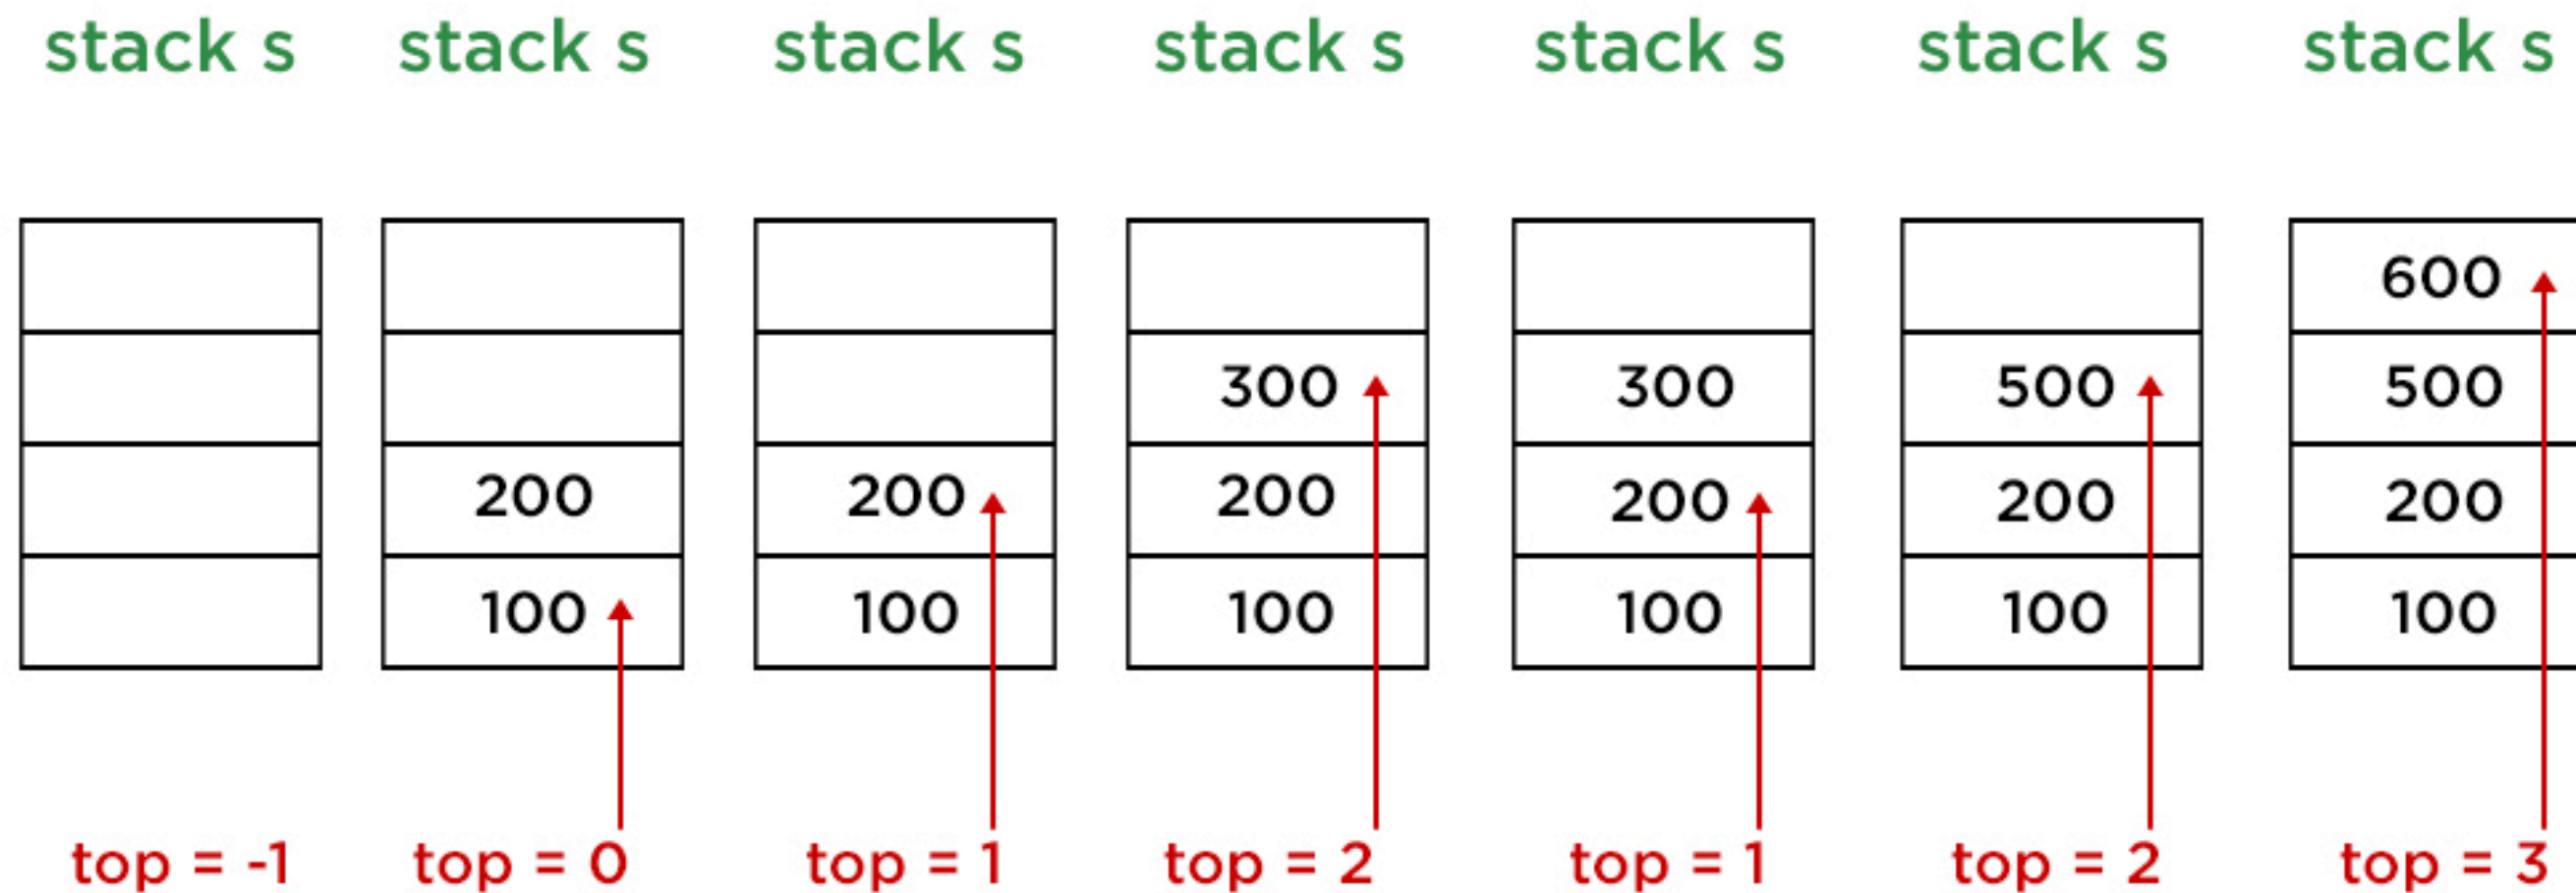 stack s stack s stack s stack s stack s stack s stack s
600
300 300 500 500
200 200 200 200 200 200
100 100 100 100 100 100
top = -1 top = 0 top = 1 top = 2 top = 1 top = 2 top = 3